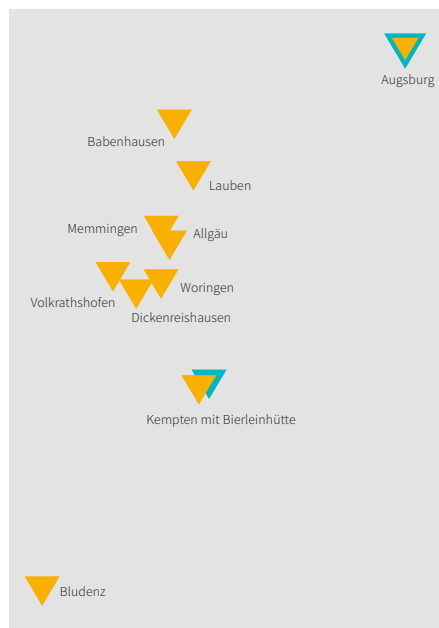 Augsburg
Babenhausen
Lauben
Memmingen
Allgäu
Woringen
Volkrathshofen
Dickenreishausen
Kempten mit Bierleinhütte
Bludenz